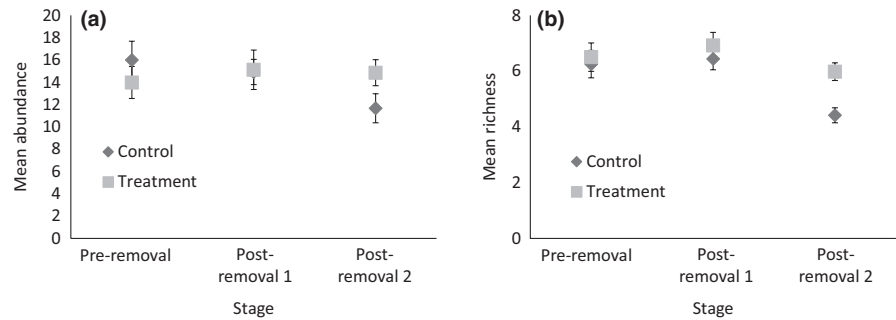 (a)
20
18
16
14
12
10
8
6
4
2
0
Mean abundance
Control
Treatment
Pre-removal
Post-
removal 1
Post-
removal 2
Stage
(b)
8
6
4
2
0
Mean richness
Control
Treatment
Pre-removal
Post-
removal 1
Post-
removal 2
Stage